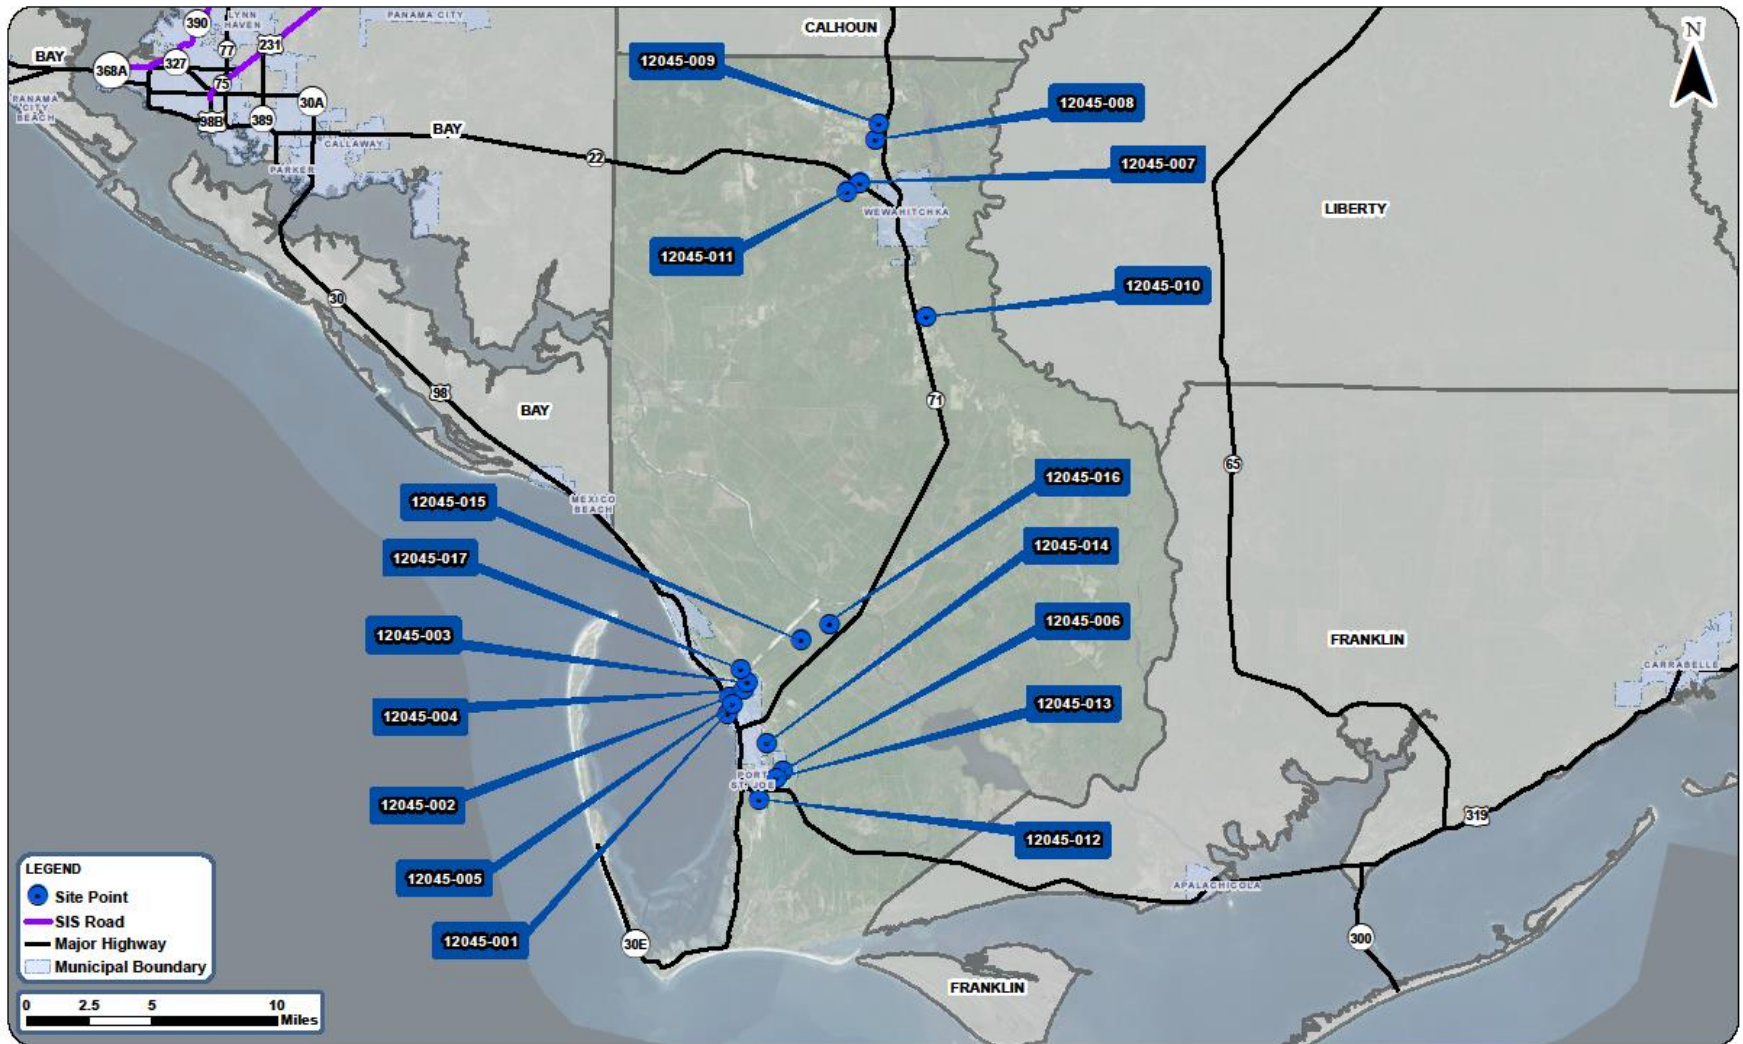 390
LYNN
HAVEN
PANAMA CITY
CALHOUN
N
BAY
77
231
368A
327
75
12045-009
PANAMA
CITY
BEACH
30A
12045-008
98B
389
BAY
CALLAWAY
22
PARKER
12045-007
WEWAHITCHKA
LIBERTY
12045-011
12045-010
30
98
71
BAY
65
12045-016
12045-015
MEXICO
BEACH
12045-014
12045-017
12045-006
12045-003
FRANKLIN
CARRABELLE
12045-013
12045-004
PORT
ST. JOE
12045-002
319
12045-012
12045-005
APALACHICOLA
12045-001
30E
300
FRANKLIN
LEGEND
Site Point
SIS Road
Major Highway
Municipal Boundary
0 2.5 5 10
Miles